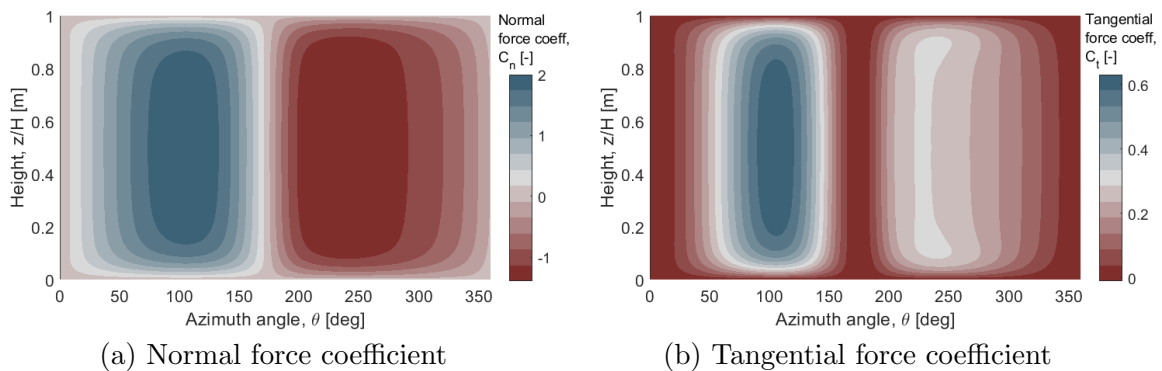 Normal
force coeff,
C_n [-]
2
1
0
-1
1
0.8
0.6
0.4
0.2
0
Height, z/H [m]
0 50 100 150 200 250 300 350
Azimuth angle, θ [deg]
(a) Normal force coefficient
Tangential
force coeff,
C_t [-]
0.6
0.4
0.2
0
1
0.8
0.6
0.4
0.2
0
Height, z/H [m]
0 50 100 150 200 250 300 350
Azimuth angle, θ [deg]
(b) Tangential force coefficient